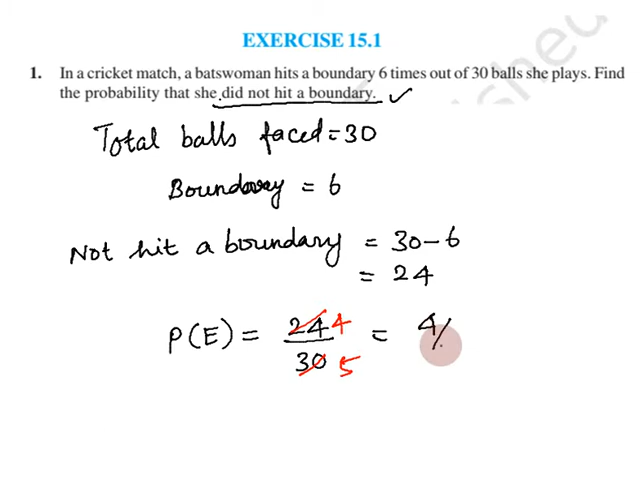 EXERCISE 15.1
1. In a cricket match, a batswoman hits a boundary 6 times out of 30 balls she plays. Find
the probability that she did not hit a boundary.
Total balls faced = 30
Boundary = 6
Not hit a boundary = 30 - 6
= 24
P(E) = 24/30 4/5 = 4/